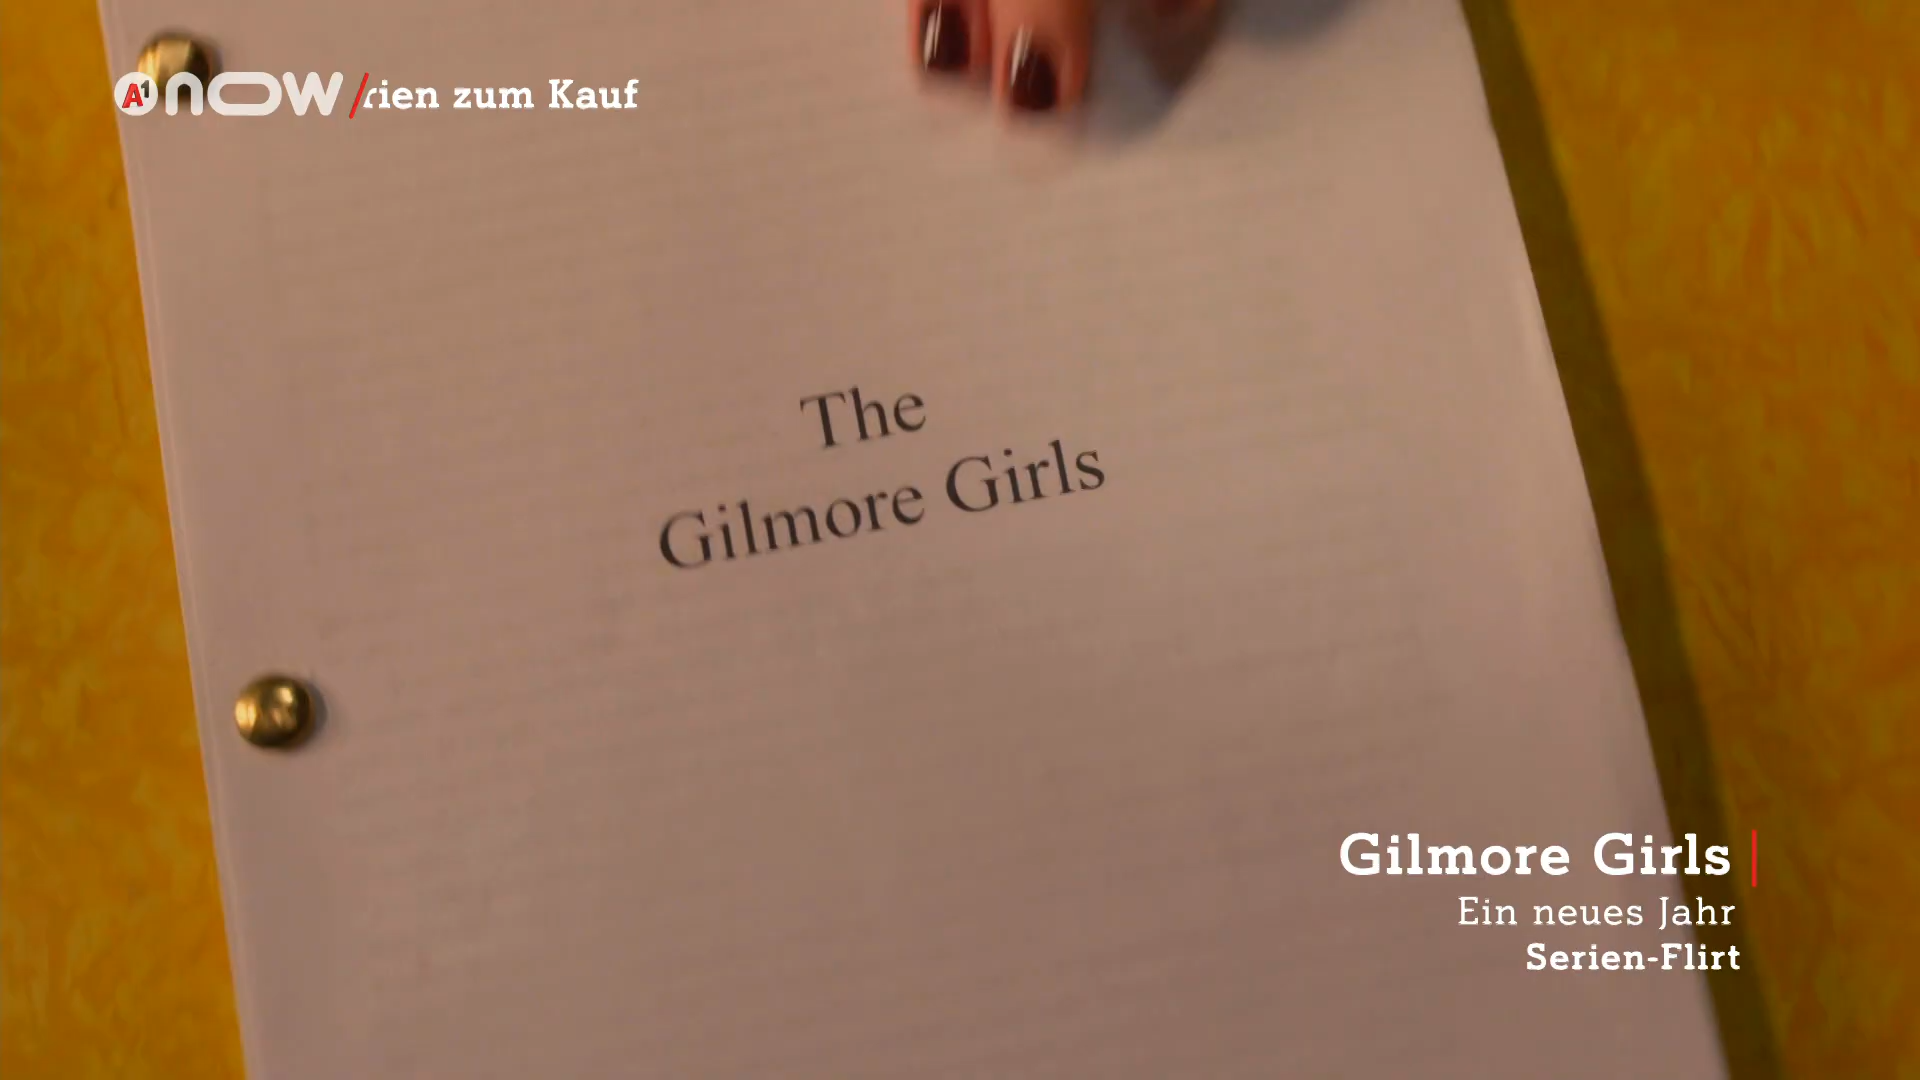 A1 now rien zum Kauf
The
Gilmore Girls
Gilmore Girls
Ein neues Jahr
Serien-Flirt